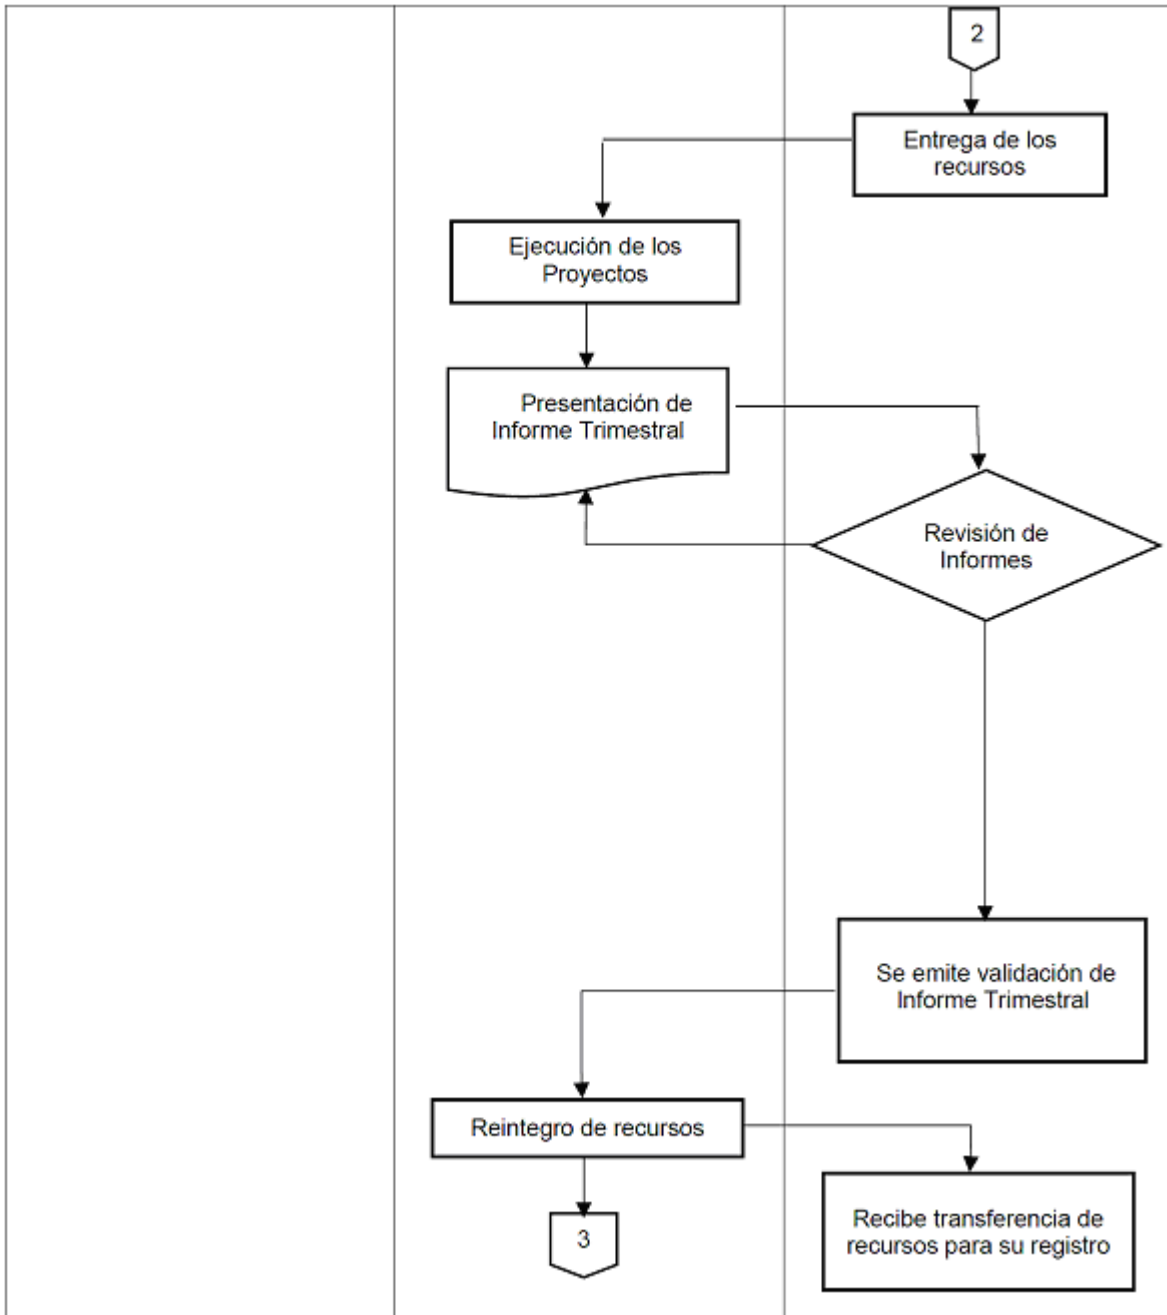 2
Entrega de los
recursos
Ejecución de los
Proyectos
Presentación de
Informe Trimestral
Revisión de
Informes
Se emite validación de
Informe Trimestral
Reintegro de recursos
Recibe transferencia de
recursos para su registro
3